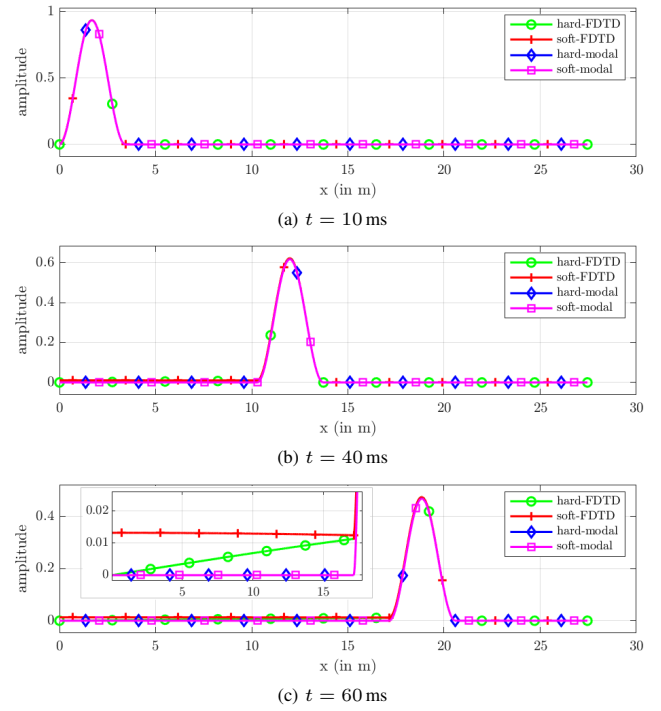 1
0.5
0
amplitude
0
5
10
15
20
25
30
x (in m)
hard-FDTD
soft-FDTD
hard-modal
soft-modal
(a) t = 10 ms
0.6
0.4
0.2
0
amplitude
0
5
10
15
20
25
30
x (in m)
hard-FDTD
soft-FDTD
hard-modal
soft-modal
(b) t = 40 ms
0.4
0.2
0
amplitude
0.02
0.01
0
5
10
15
0
5
10
15
20
25
30
x (in m)
hard-FDTD
soft-FDTD
hard-modal
soft-modal
(c) t = 60 ms